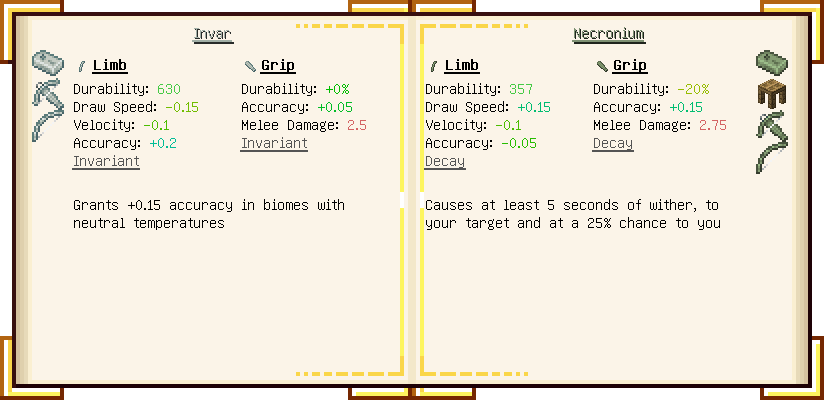 Invar
Limb
Durability: 630
Draw Speed: -0.15
Velocity: -0.1
Accuracy: +0.2
Invariant
Grip
Durability: +0%
Accuracy: +0.05
Melee Damage: 2.5
Invariant
Grants +0.15 accuracy in biomes with
neutral temperatures
Necronium
Limb
Durability: 357
Draw Speed: +0.15
Velocity: -0.1
Accuracy: -0.05
Decay
Grip
Durability: -20%
Accuracy: +0.15
Melee Damage: 2.75
Decay
Causes at least 5 seconds of wither, to
your target and at a 25% chance to you